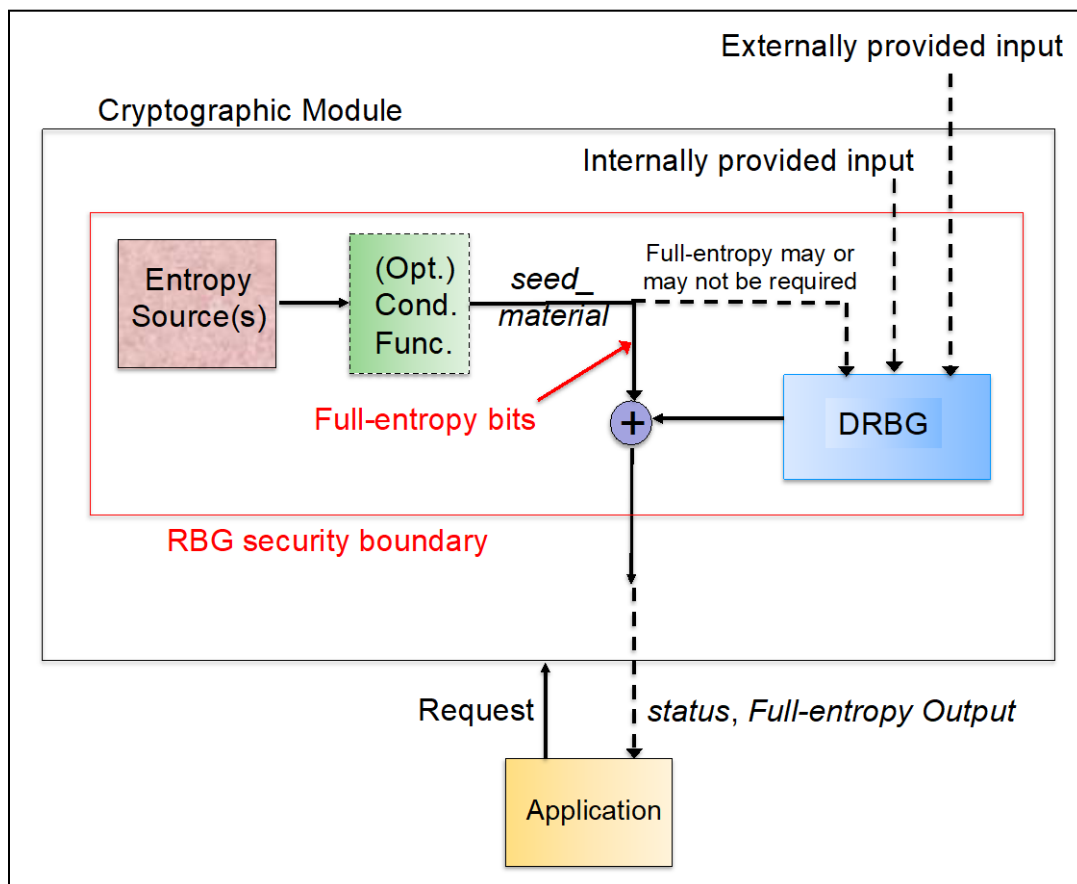 Externally provided input
Cryptographic Module
Internally provided input
Entropy
Source(s)
(Opt.)
Cond.
Func.
seed_
material
Full-entropy may or
may not be required
Full-entropy bits
+
DRBG
RBG security boundary
Request
status, Full-entropy Output
Application